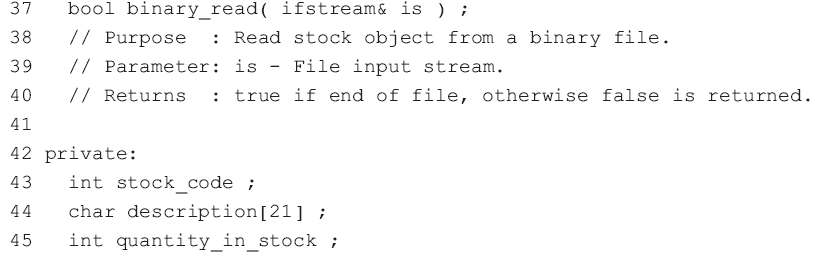 37   bool binary_read( ifstream& is ) ;
38   // Purpose  : Read stock object from a binary file.
39   // Parameter: is - File input stream.
40   // Returns  : true if end of file, otherwise false is returned.
41
42 private:
43   int stock_code ;
44   char description[21] ;
45   int quantity_in_stock ;